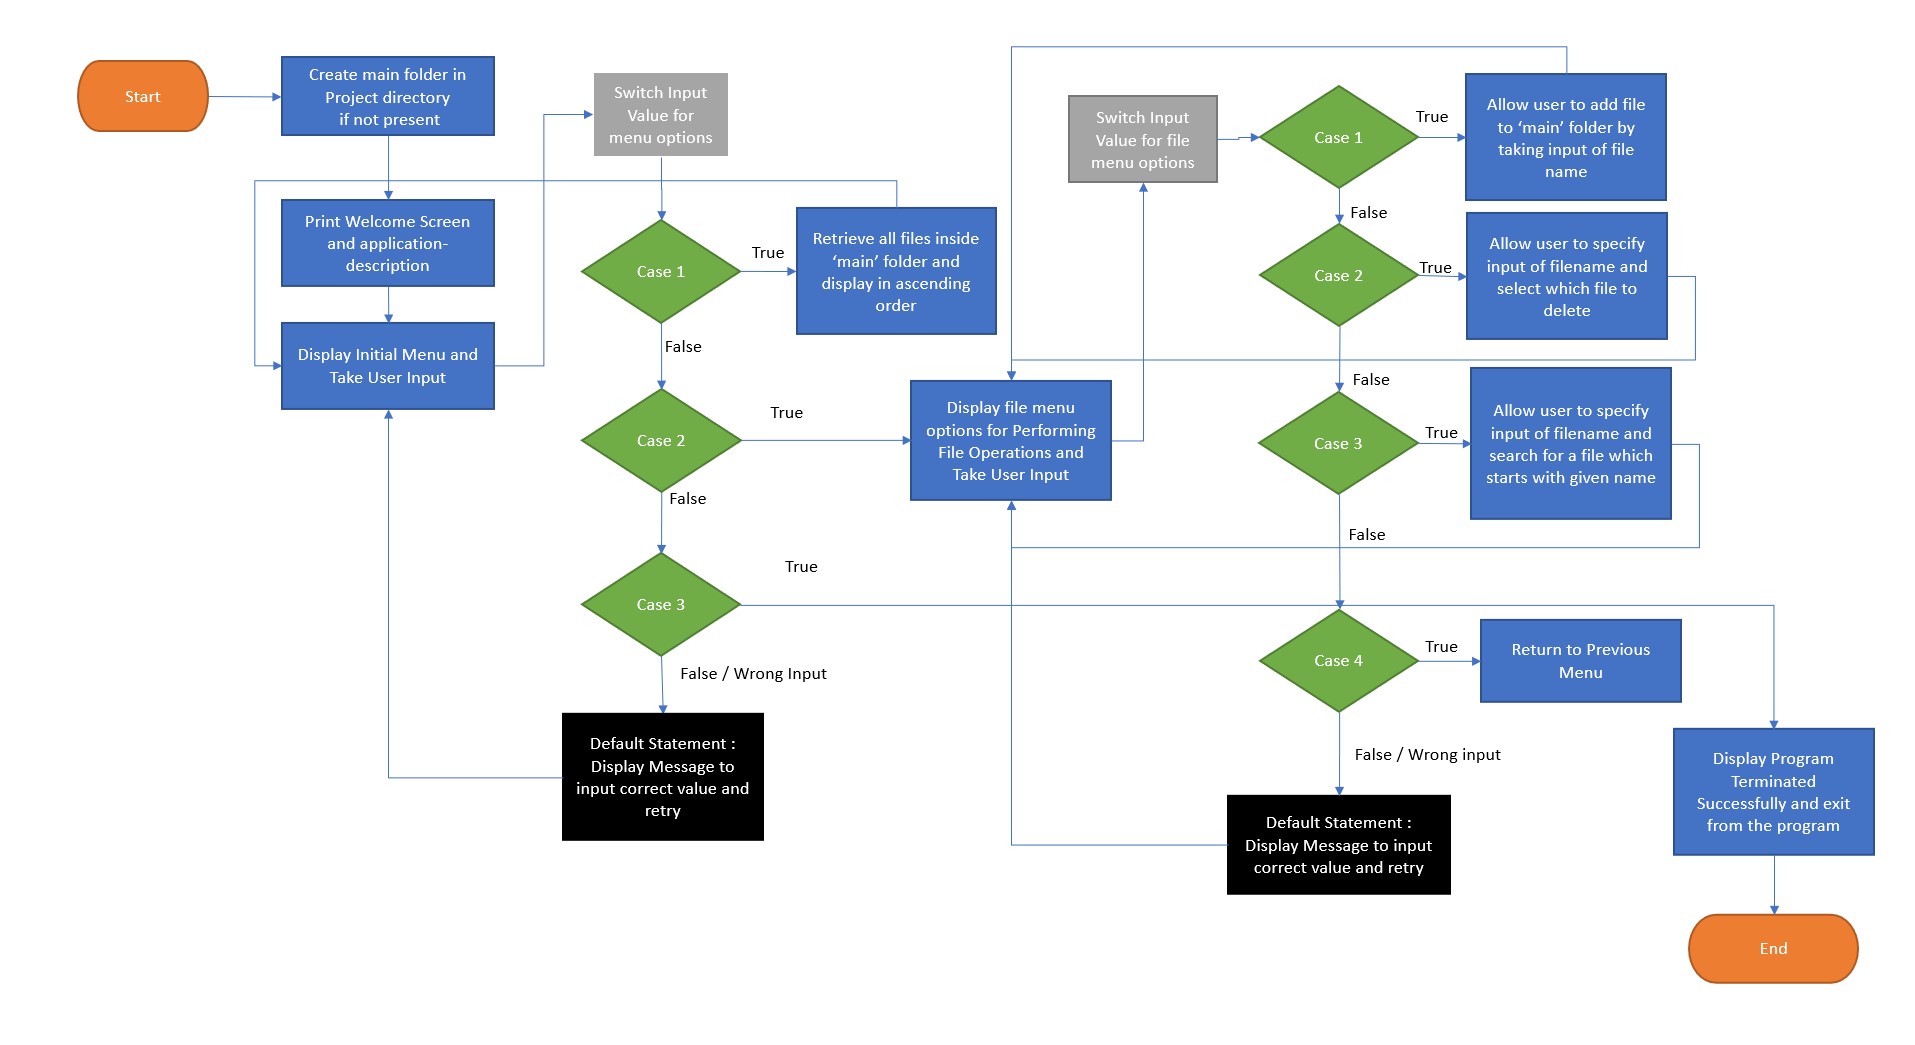 Start
Create main folder in
Project directory
if not present
Print Welcome Screen
and application-
description
Display Initial Menu and
Take User Input
Switch Input
Value for
menu options
Case 1
True
Retrieve all files inside
‘main’ folder and
display in ascending
order
False
Case 2
True
False
Case 3
True
False / Wrong Input
Default Statement :
Display Message to
input correct value and
retry
Display file menu
options for Performing
File Operations and
Take User Input
Switch Input
Value for file
menu options
Case 1
True
Allow user to add file
to ‘main’ folder by
taking input of file
name
False
Case 2
True
Allow user to specify
input of filename and
select which file to
delete
False
Case 3
True
Allow user to specify
input of filename and
search for a file which
starts with given name
False
Case 4
True
Return to Previous
Menu
False / Wrong input
Default Statement :
Display Message to input
correct value and retry
Display Program
Terminated
Successfully and exit
from the program
End